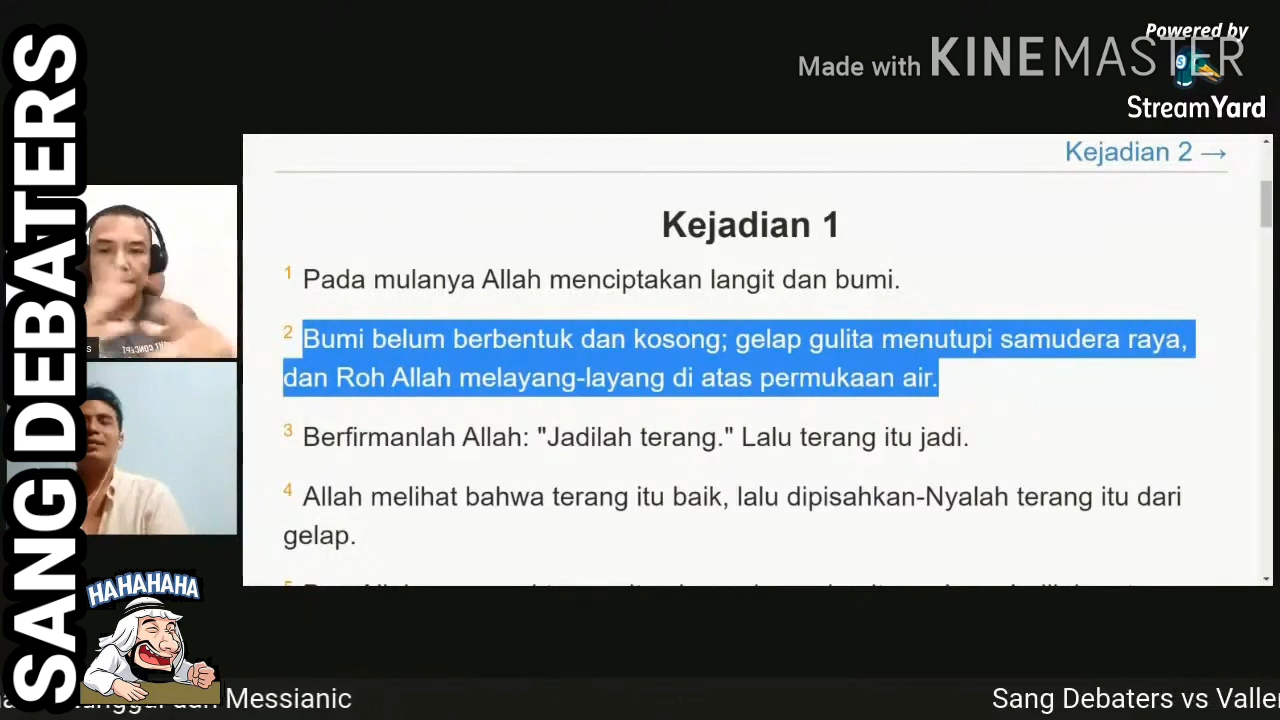 SANG DEBATERS
Powered by
Made with KINEMASTER
StreamYard
Kejadian 2 →
Kejadian 1
1 Pada mulanya Allah menciptakan langit dan bumi.
2 Bumi belum berbentuk dan kosong; gelap gulita menutupi samudera raya,
dan Roh Allah melayang-layang di atas permukaan air.
3 Berfirmanlah Allah: "Jadilah terang." Lalu terang itu jadi.
4 Allah melihat bahwa terang itu baik, lalu dipisahkan-Nyalah terang itu dari
gelap.
HAHAHAHA
Messianic
Sang Debaters vs